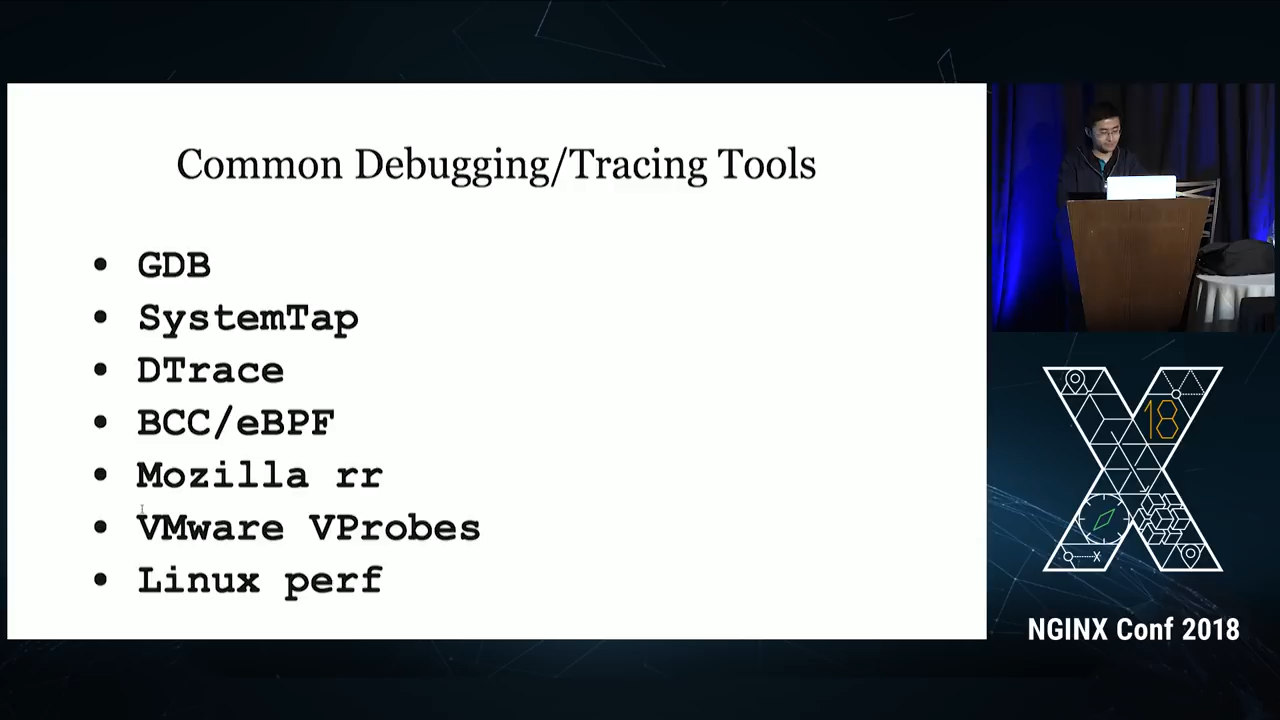 Common Debugging/Tracing Tools
• GDB
• SystemTap
• DTrace
• BCC/eBPF
• Mozilla rr
• VMware VProbes
• Linux perf
18
NGINX Conf 2018